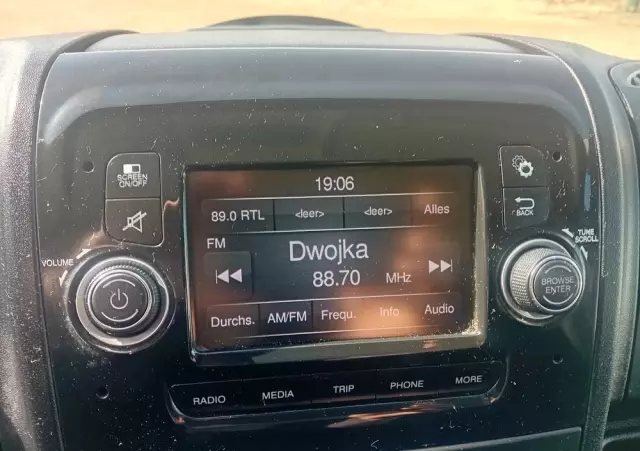 19:06
SCREEN
ON/OFF
89.0 RTL <leer> <leer> Alles
BACK
FM
Dwojka
88.70 MHz
VOLUME
TUNE
SCROLL
BROWSE
ENTER
Durchs. AM/FM Frequ. Info Audio
RADIO MEDIA TRIP PHONE MORE